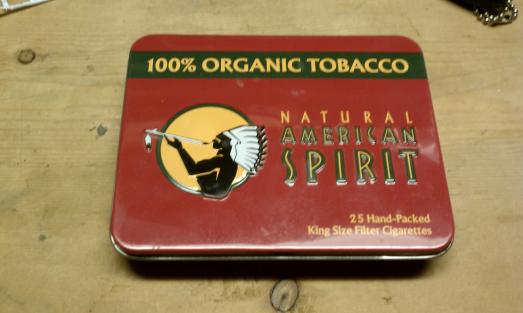 100% ORGANIC TOBACCO
NATURAL
AMERICAN
SPIRIT
25 Hand-Packed
King Size Filter Cigarettes